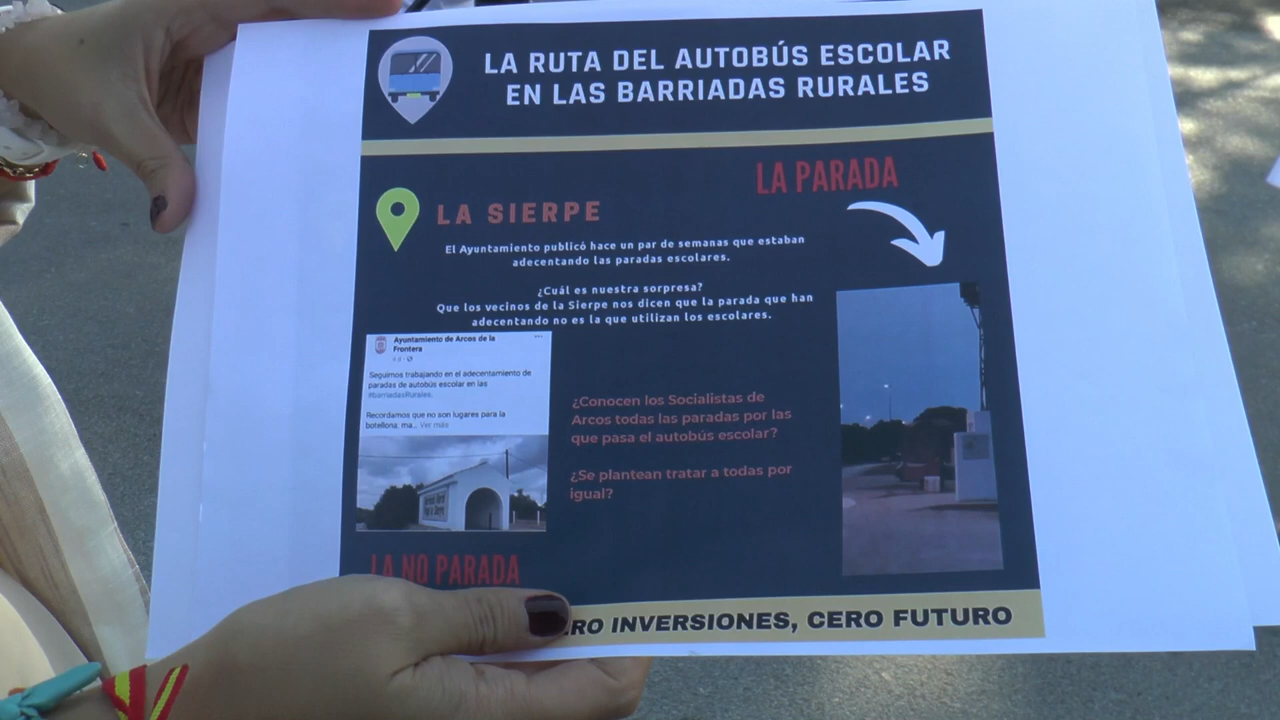 LA RUTA DEL AUTOBÚS ESCOLAR
EN LAS BARRIADAS RURALES
LA PARADA
LA SIERPE
El Ayuntamiento publicó hace un par de semanas que estaban
adecentando las paradas escolares.
¿Cuál es nuestra sorpresa?
Que los vecinos de la Sierpe nos dicen que la parada que han
adecentando no es la que utilizan los escolares.
Ayuntamiento de Arcos de la
Frontera
Seguimos trabajando en el adecentamiento de
paradas de autobús escolar en las
#barriadasRurales.
Recordamos que no son lugares para la
botellona: ma... Ver más
¿Conocen los Socialistas de
Arcos todas las paradas por las
que pasa el autobús escolar?
¿Se plantean tratar a todas por
igual?
LA NO PARADA
ERO INVERSIONES, CERO FUTURO